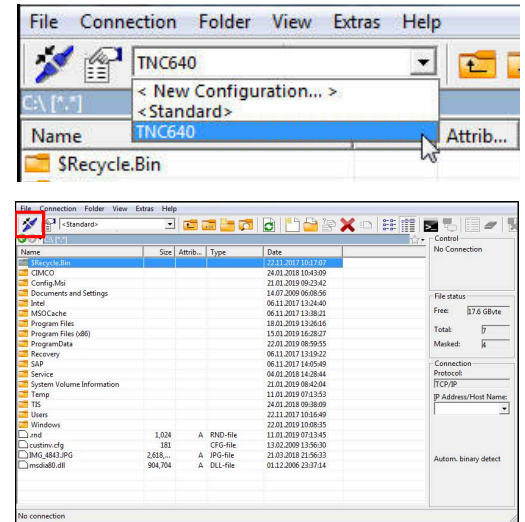 File Connection Folder View Extras Help
TNC640
C:\ [*.*]
< New Configuration... >
<Standard>
Name TNC640 Attrib...
$Recycle.Bin
File Connection Folder View Extras Help
<Standard>
C:\[*.*]
Name Size Attrib... Type Date
$Recycle.Bin 22.11.2017 10:17:07
CIMCO 24.01.2018 10:43:09
Config.Msi 21.01.2019 09:23:42
Documents and Settings 14.07.2009 06:08:56
Intel 06.11.2017 13:24:40
MSOCache 06.11.2017 13:38:21
Program Files 18.01.2019 13:26:16
Program Files (x86) 15.01.2019 16:28:27
ProgramData 22.01.2019 08:59:55
Recovery 06.11.2017 13:19:22
SAP 06.11.2017 14:05:49
Service 04.01.2018 14:28:44
System Volume Information 21.01.2019 08:42:04
Temp 11.01.2019 07:13:53
TIS 24.01.2018 09:38:09
Users 22.11.2017 10:16:49
Windows 22.01.2019 10:08:35
.rnd 1,024 A RND-file 11.01.2019 07:13:45
custinv.cfg 181 CFG-file 13.02.2009 13:56:30
IMG_4843.JPG 2,618,... A JPG-file 21.03.2018 21:56:33
msdia80.dll 904,704 A DLL-file 01.12.2006 23:37:14
Control
No Connection
File status
Free: 17.6 GByte
Total: 7
Masked: 4
Connection
Protocol:
TCP/IP
IP Address/Host Name:
Autom. binary detect
No connection